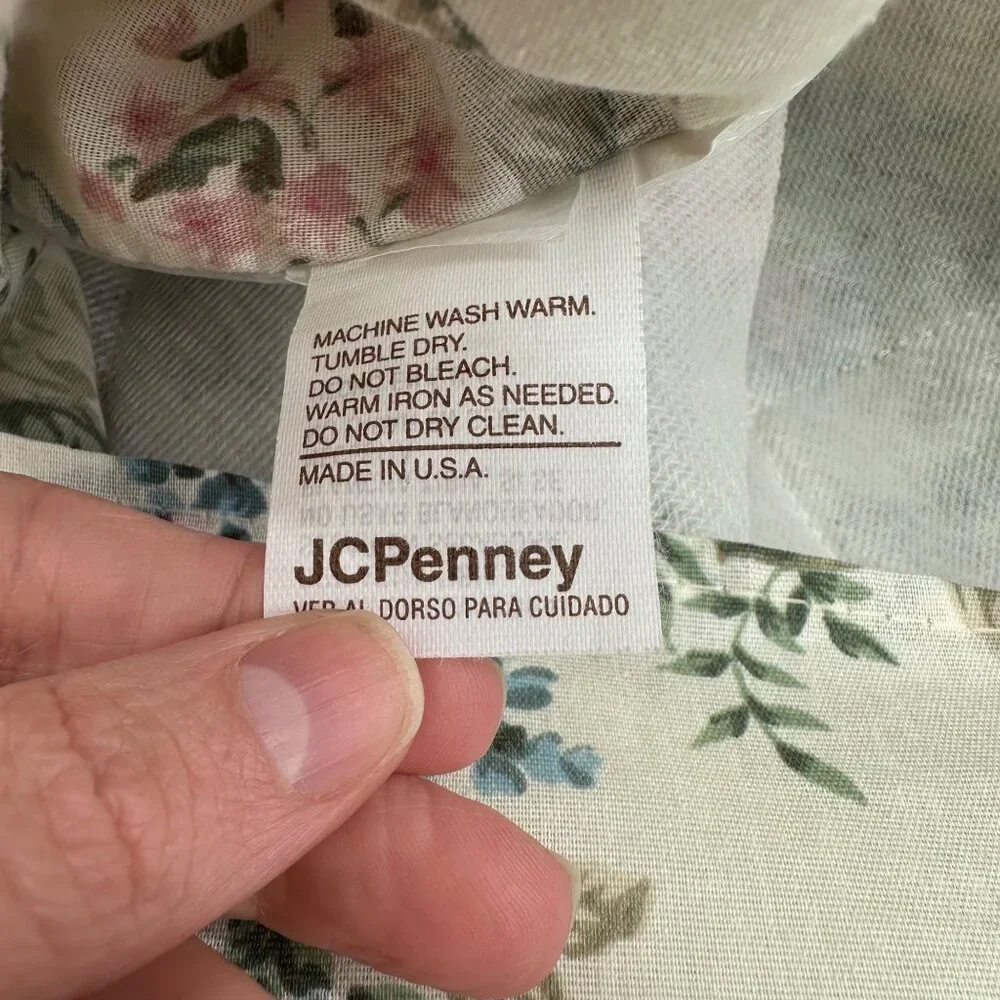 MACHINE WASH WARM.
TUMBLE DRY.
DO NOT BLEACH.
WARM IRON AS NEEDED.
DO NOT DRY CLEAN.
MADE IN U.S.A.
JCPenney
VER AL DORSO PARA CUIDADO